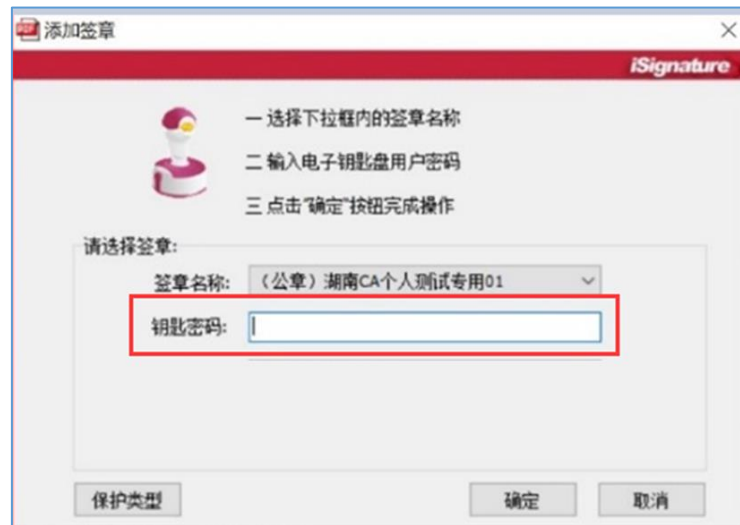 添加签章
iSignature
一 选择下拉框内的签章名称
二 输入电子钥匙盘用户密码
三 点击"确定"按钮完成操作
请选择签章:
签章名称: （公章）湖南CA个人测试专用01
钥匙密码:
保护类型 确定 取消